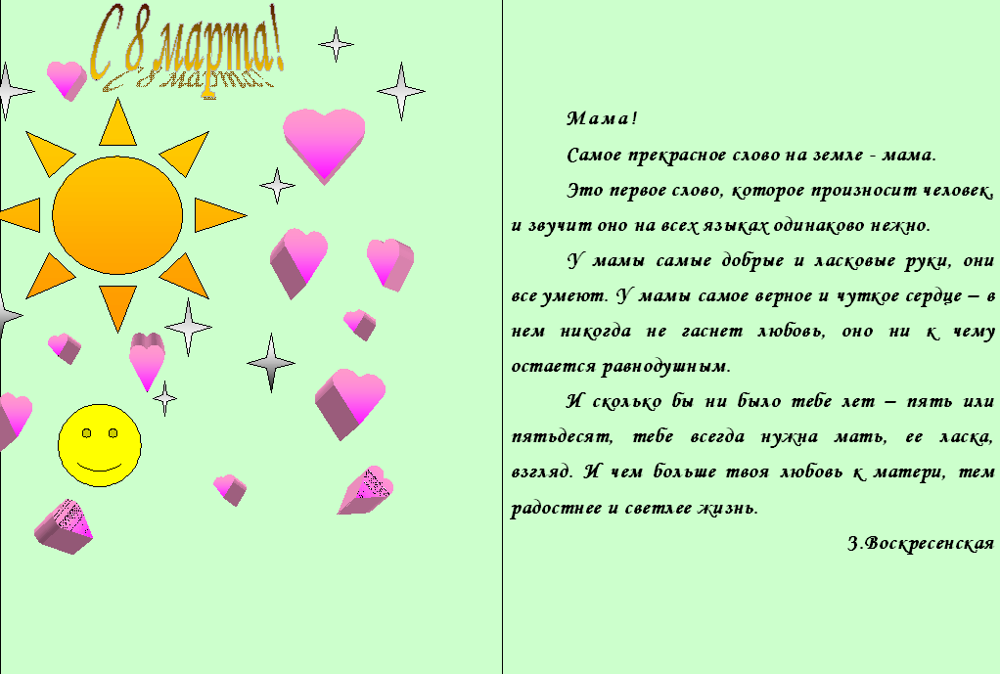 С 8 марта!
Мама!
Самое прекрасное слово на земле - мама.
Это первое слово, которое произносит человек,
и звучит оно на всех языках одинаково нежно.
У мамы самые добрые и ласковые руки, они
все умеют. У мамы самое верное и чуткое сердце – в
нем никогда не гаснет любовь, оно ни к чему
остается равнодушным.
И сколько бы ни было тебе лет – пять или
пятьдесят, тебе всегда нужна мать, ее ласка,
взгляд. И чем больше твоя любовь к матери, тем
радостнее и светлее жизнь.
З.Воскресенская